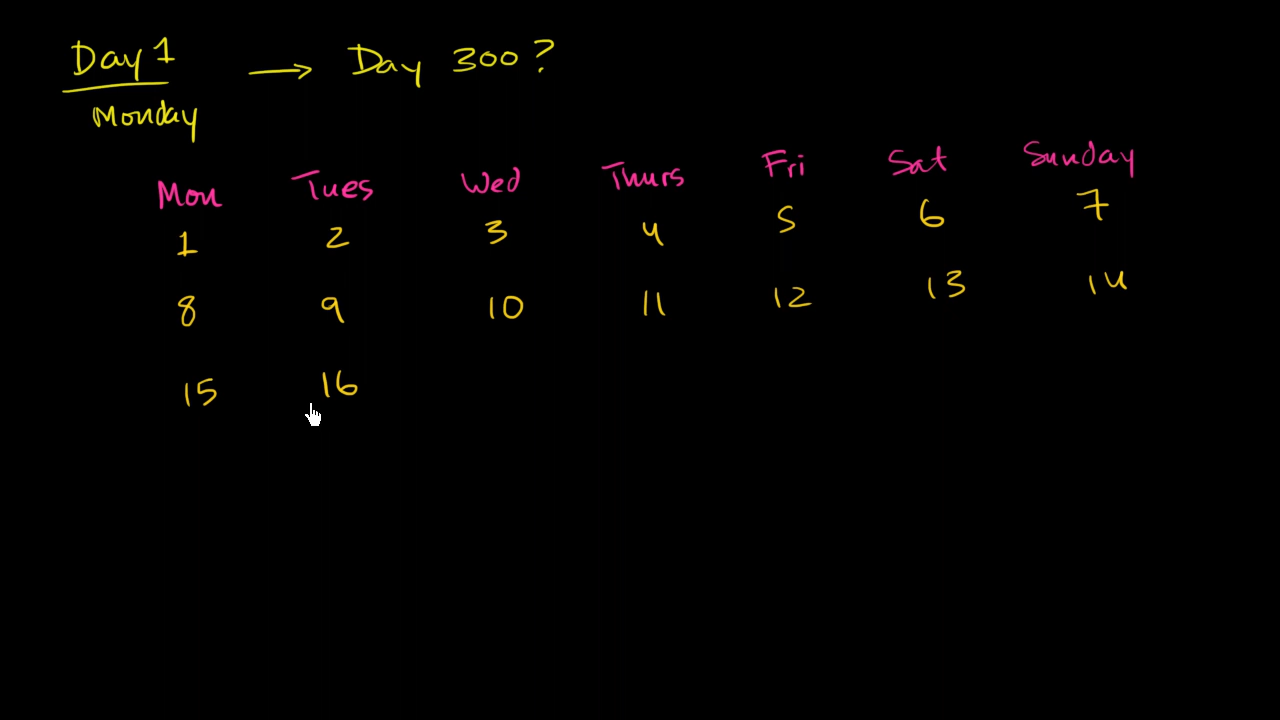 Day 1 → Day 300?
Monday
Mon Tues Wed Thurs Fri Sat Sunday
1 2 3 4 5 6 7
8 9 10 11 12 13 14
15 16